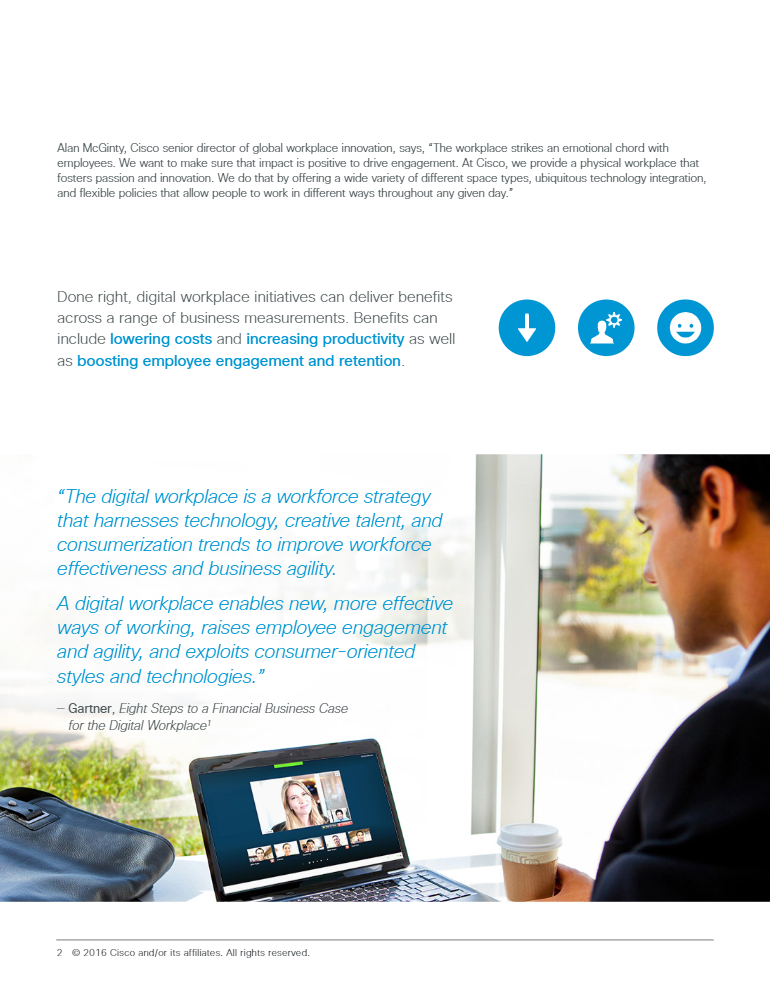 Alan McGinty, Cisco senior director of global workplace innovation, says, “The workplace strikes an emotional chord with
employees. We want to make sure that impact is positive to drive engagement. At Cisco, we provide a physical workplace that
fosters passion and innovation. We do that by offering a wide variety of different space types, ubiquitous technology integration,
and flexible policies that allow people to work in different ways throughout any given day.”
Done right, digital workplace initiatives can deliver benefits
across a range of business measurements. Benefits can
include lowering costs and increasing productivity as well
as boosting employee engagement and retention.
“The digital workplace is a workforce strategy
that harnesses technology, creative talent, and
consumerization trends to improve workforce
effectiveness and business agility.
A digital workplace enables new, more effective
ways of working, raises employee engagement
and agility, and exploits consumer-oriented
styles and technologies.”
– Gartner, Eight Steps to a Financial Business Case
for the Digital Workplace¹
2 © 2016 Cisco and/or its affiliates. All rights reserved.